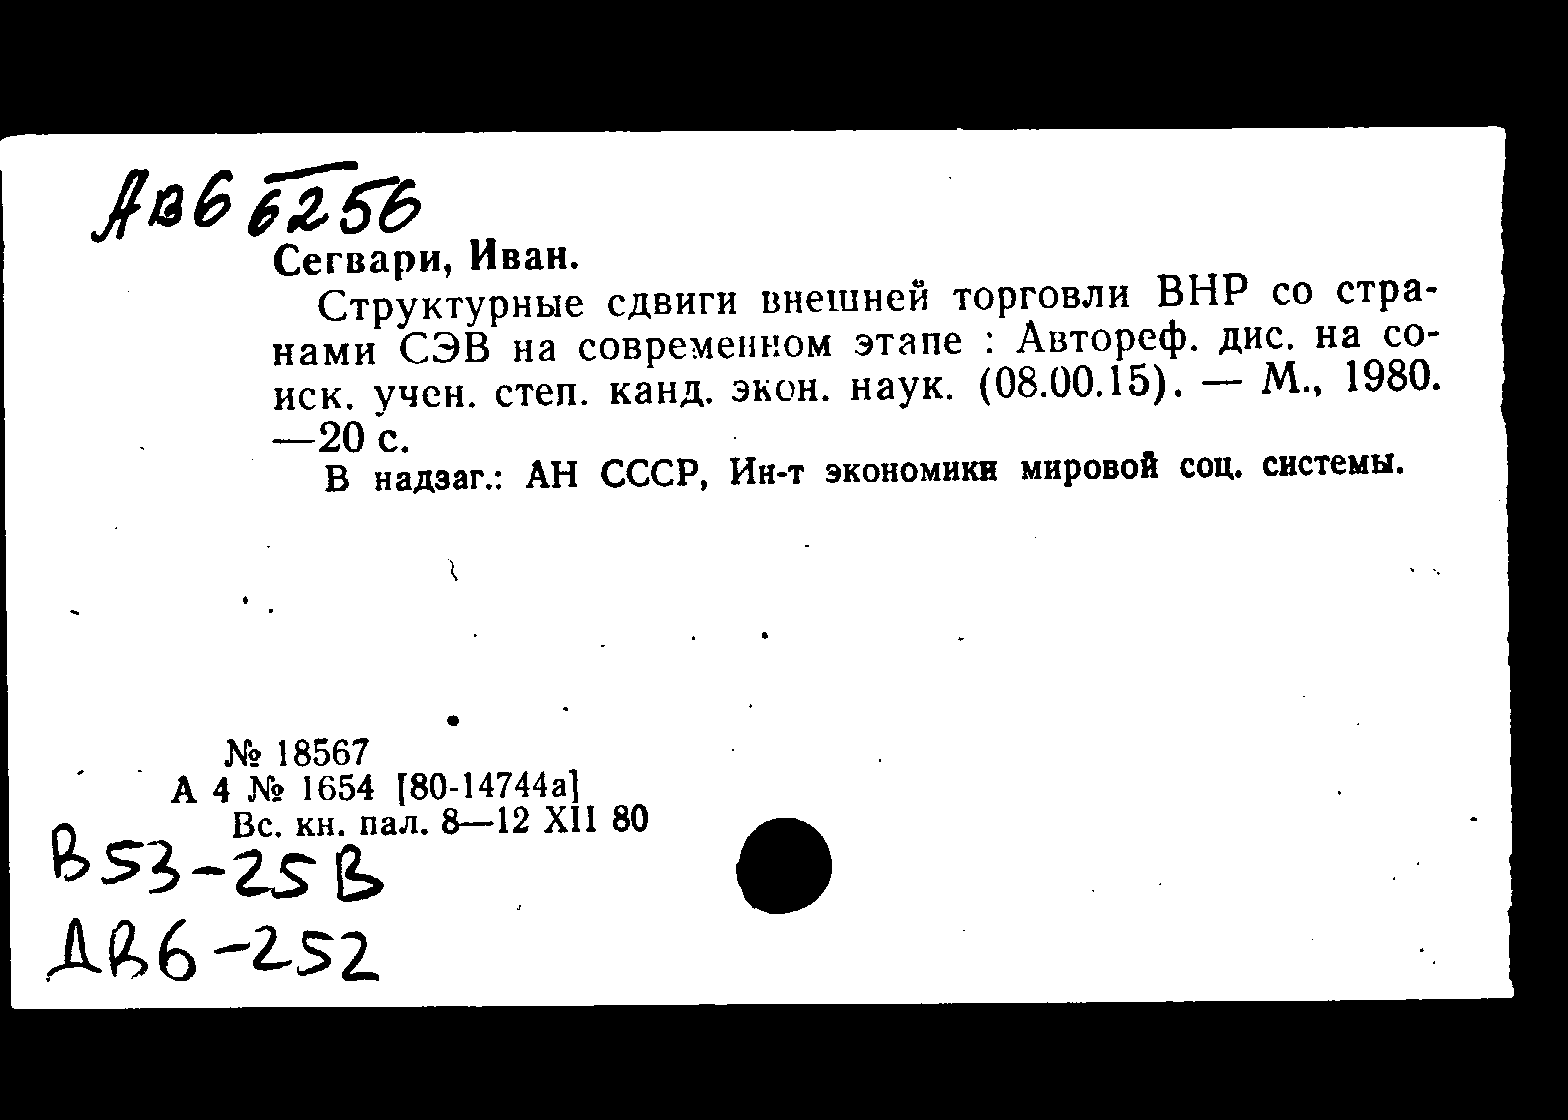 АВ6 6256
Сегвари, Иван.
Структурные сдвиги внешней торговли ВНР со стра-
нами СЭВ на современном этапе : Автореф. дис. на со-
иск. учен. степ. канд. экон. наук. (08.00.15). — М., 1980.
—20 с.
В надзаг.: АН СССР, Ин-т экономики мировой соц. системы.
№ 18567
А 4 № 1654 [80-14744а]
Вс. кн. пал. 8—12 XII 80
В53-25В
ДВ6-252